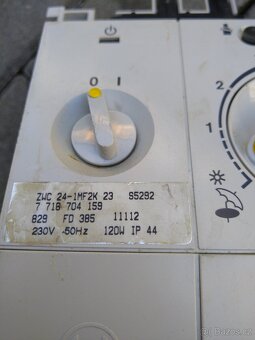 0 I
2
1
ZWC 24-1MF2K 23 S5292
7 718 704 159
829 FD 385 11112
230V ~50Hz 120W IP 44